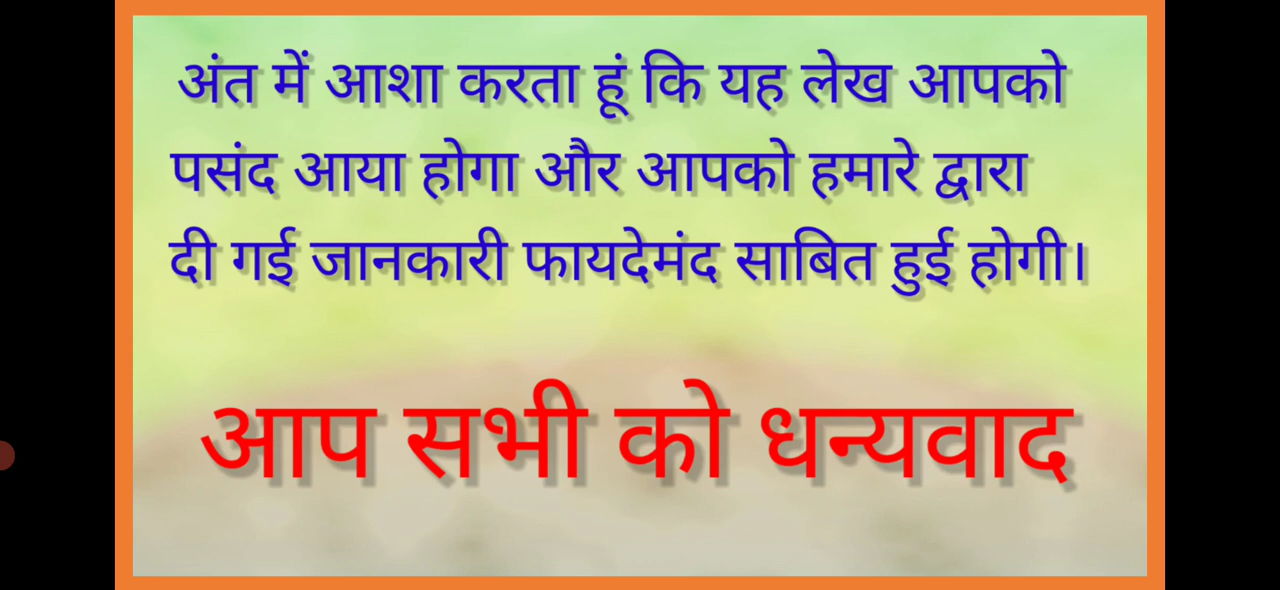 अंत में आशा करता हूं कि यह लेख आपको
पसंद आया होगा और आपको हमारे द्वारा
दी गई जानकारी फायदेमंद साबित हुई होगी।
आप सभी को धन्यवाद